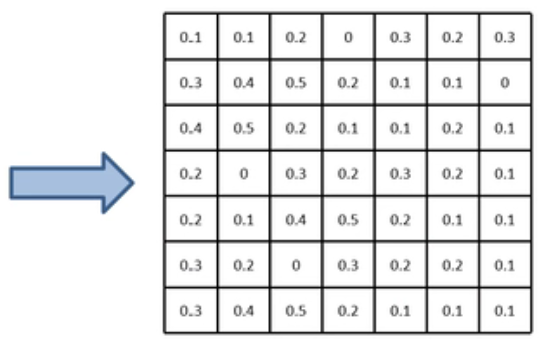 0.1 0.1 0.2 0 0.3 0.2 0.3
0.3 0.4 0.5 0.2 0.1 0.1 0
0.4 0.5 0.2 0.1 0.1 0.2 0.1
0.2 0 0.3 0.2 0.3 0.2 0.1
0.2 0.1 0.4 0.5 0.2 0.1 0.1
0.3 0.2 0 0.3 0.2 0.2 0.1
0.3 0.4 0.5 0.2 0.1 0.1 0.1